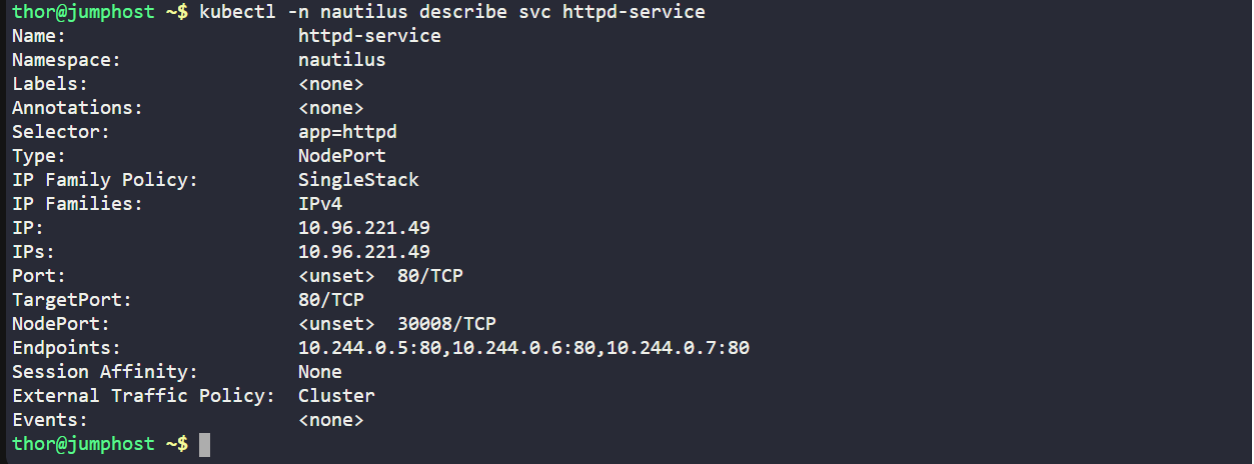 thor@jumphost ~$ kubectl -n nautilus describe svc httpd-service
Name:                     httpd-service
Namespace:                nautilus
Labels:                   <none>
Annotations:              <none>
Selector:                 app=httpd
Type:                     NodePort
IP Family Policy:         SingleStack
IP Families:              IPv4
IP:                       10.96.221.49
IPs:                      10.96.221.49
Port:                     <unset>  80/TCP
TargetPort:               80/TCP
NodePort:                 <unset>  30008/TCP
Endpoints:                10.244.0.5:80,10.244.0.6:80,10.244.0.7:80
Session Affinity:         None
External Traffic Policy:  Cluster
Events:                   <none>
thor@jumphost ~$